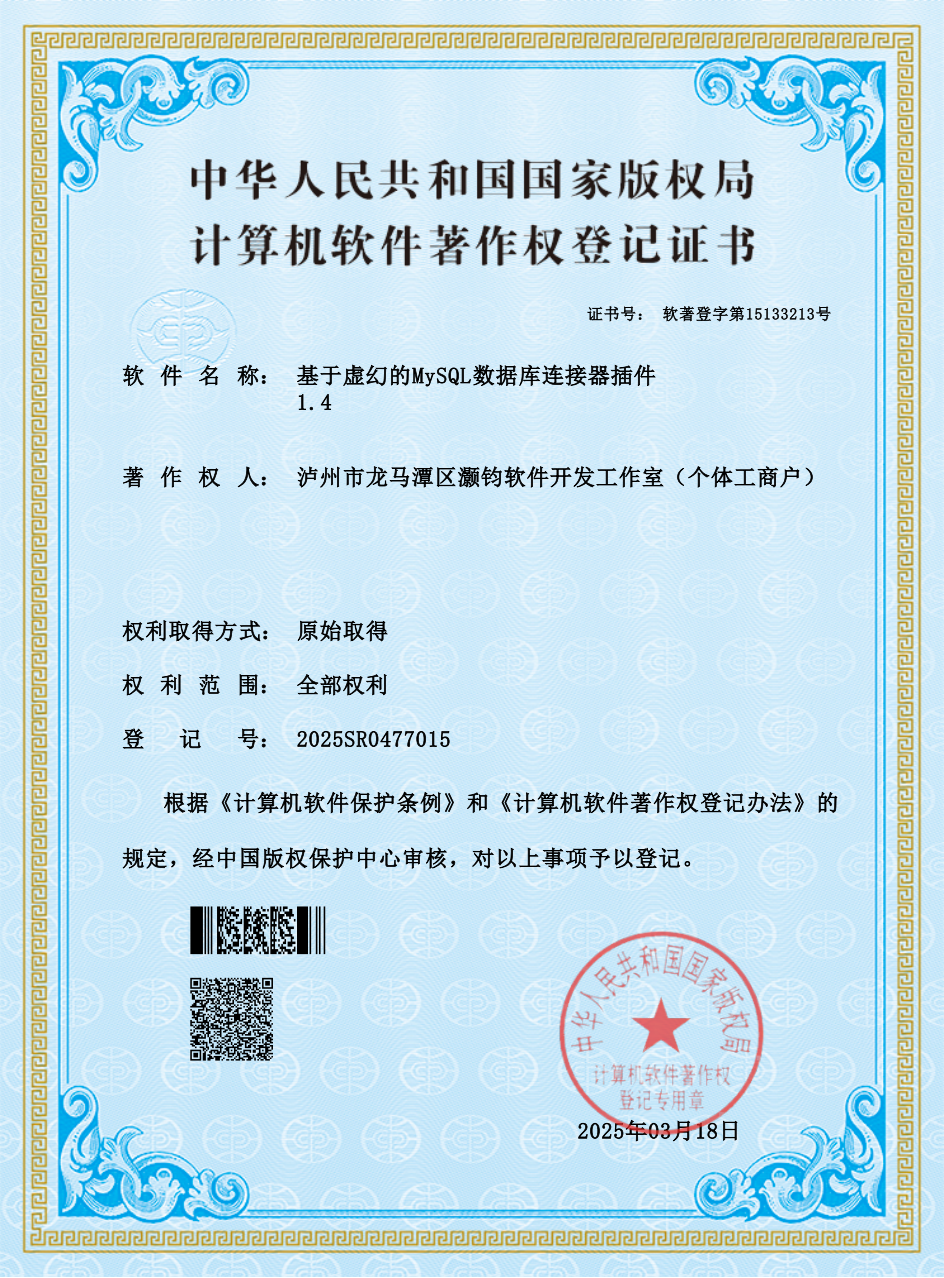 中华人民共和国国家版权局
计算机软件著作权登记证书
证书号： 软著登字第15133213号
软件名称： 基于虚幻的MySQL数据库连接器插件
1.4
著作权人： 泸州市龙马潭区灏钧软件开发工作室（个体工商户）
权利取得方式： 原始取得
权利范围： 全部权利
登记号： 2025SR0477015
根据《计算机软件保护条例》和《计算机软件著作权登记办法》的
规定，经中国版权保护中心审核，对以上事项予以登记。
中华人民共和国国家版权局
计算机软件著作权
登记专用章
2025年03月18日